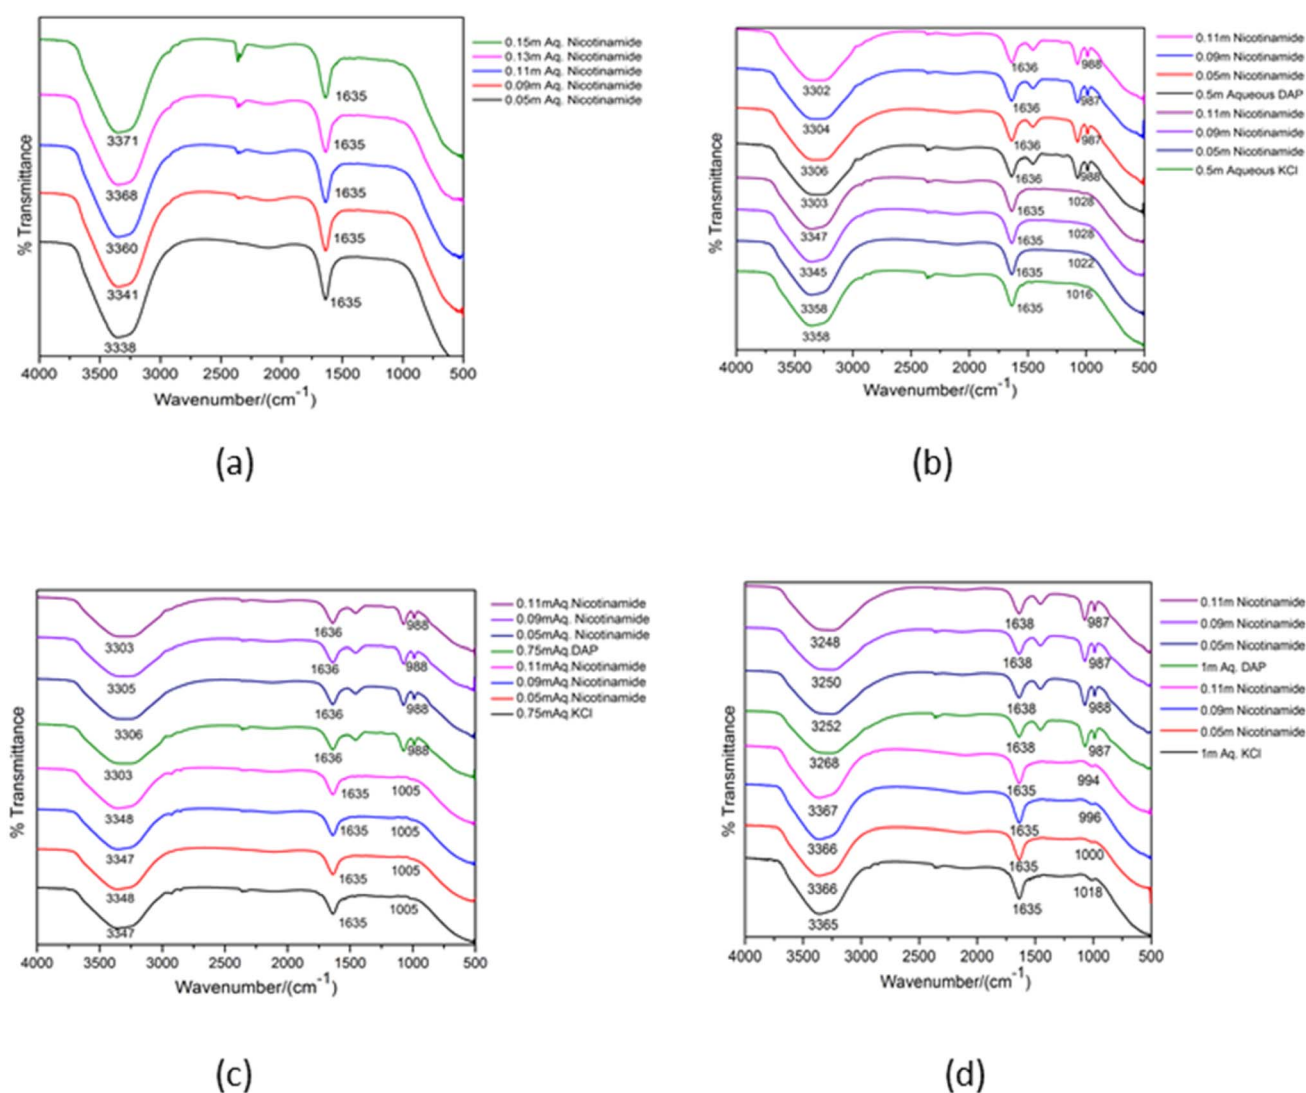 0.15m Aq. Nicotinamide
0.13m Aq. Nicotinamide
0.11m Aq. Nicotinamide
0.09m Aq. Nicotinamide
0.05m Aq. Nicotinamide
% Transmittance
1635
3371
1635
3368
1635
3360
1635
3341
1635
3338
4000 3500 3000 2500 2000 1500 1000 500
Wavenumber/(cm-1)
(a)
0.11m Nicotinamide
0.09m Nicotinamide
0.05m Nicotinamide
0.5m Aqueous DAP
0.11m Nicotinamide
0.09m Nicotinamide
0.05m Nicotinamide
0.5m Aqueous KCl
% Transmittance
1636 988
3302
1636 987
3304
1636 987
3306
1636 988
3303
1635 1028
3347
1635 1028
3345
1635 1022
3358
1635 1016
3358
4000 3500 3000 2500 2000 1500 1000 500
Wavenumber/(cm-1)
(b)
0.11mAq.Nicotinamide
0.09mAq. Nicotinamide
0.05mAq. Nicotinamide
0.75mAq.DAP
0.11mAq.Nicotinamide
0.09mAq.Nicotinamide
0.05mAq.Nicotinamide
0.75mAq.KCl
% Transmittance
1636 988
3303
1636 988
3305
1636 988
3306
1636 988
3303
1635 1005
3348
1635 1005
3347
1635 1005
3348
1635 1005
3347
4000 3500 3000 2500 2000 1500 1000 500
Wavenumber/(cm-1)
(c)
0.11m Nicotinamide
0.09m Nicotinamide
0.05m Nicotinamide
1m Aq. DAP
0.11m Nicotinamide
0.09m Nicotinamide
0.05m Nicotinamide
1m Aq. KCl
% Transmittance
1638 987
3248
1638 987
3250
1638 988
3252
1638 987
3268
1635 994
3367
1635 996
3366
1635 1000
3366
1635 1018
3365
4000 3500 3000 2500 2000 1500 1000 500
Wavenumber/(cm-1)
(d)